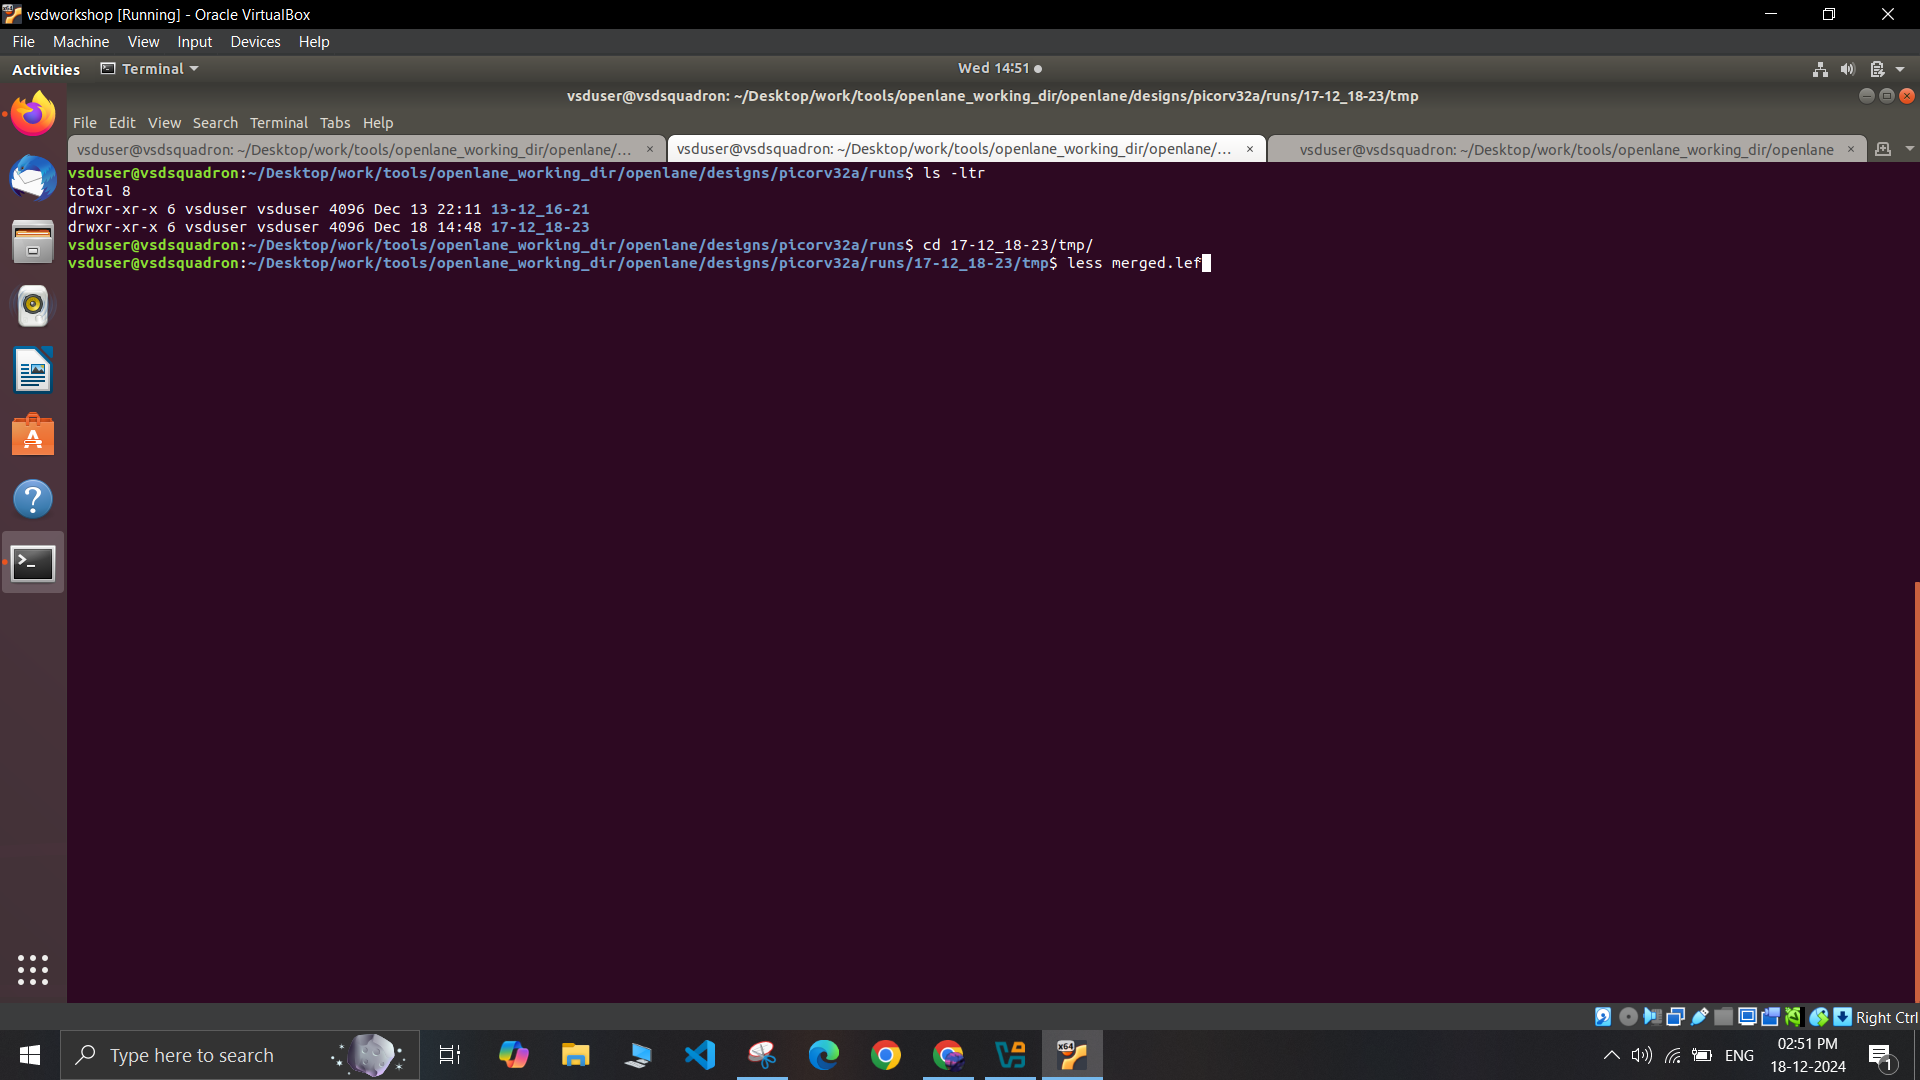 vsdworkshop [Running] - Oracle VirtualBox
File Machine View Input Devices Help
Activities Terminal Wed 14:51
vsduser@vsdsquadron: ~/Desktop/work/tools/openlane_working_dir/openlane/designs/picorv32a/runs/17-12_18-23/tmp
File Edit View Search Terminal Tabs Help
vsduser@vsdsquadron: ~/Desktop/work/tools/openlane_working_dir/openlane/... × vsduser@vsdsquadron: ~/Desktop/work/tools/openlane_working_dir/openlane/... × vsduser@vsdsquadron: ~/Desktop/work/tools/openlane_working_dir/openlane ×
vsduser@vsdsquadron:~/Desktop/work/tools/openlane_working_dir/openlane/designs/picorv32a/runs$ ls -ltr
total 8
drwxr-xr-x 6 vsduser vsduser 4096 Dec 13 22:11 13-12_16-21
drwxr-xr-x 6 vsduser vsduser 4096 Dec 18 14:48 17-12_18-23
vsduser@vsdsquadron:~/Desktop/work/tools/openlane_working_dir/openlane/designs/picorv32a/runs$ cd 17-12_18-23/tmp/
vsduser@vsdsquadron:~/Desktop/work/tools/openlane_working_dir/openlane/designs/picorv32a/runs/17-12_18-23/tmp$ less merged.lef
Right Ctrl
Type here to search
x64
ENG
02:51 PM
18-12-2024
1